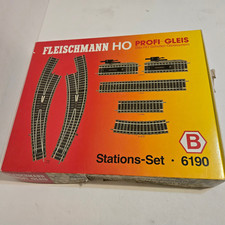 FLEISCHMANN HO PROFI GLEIS
B
Stations-Set · 6190